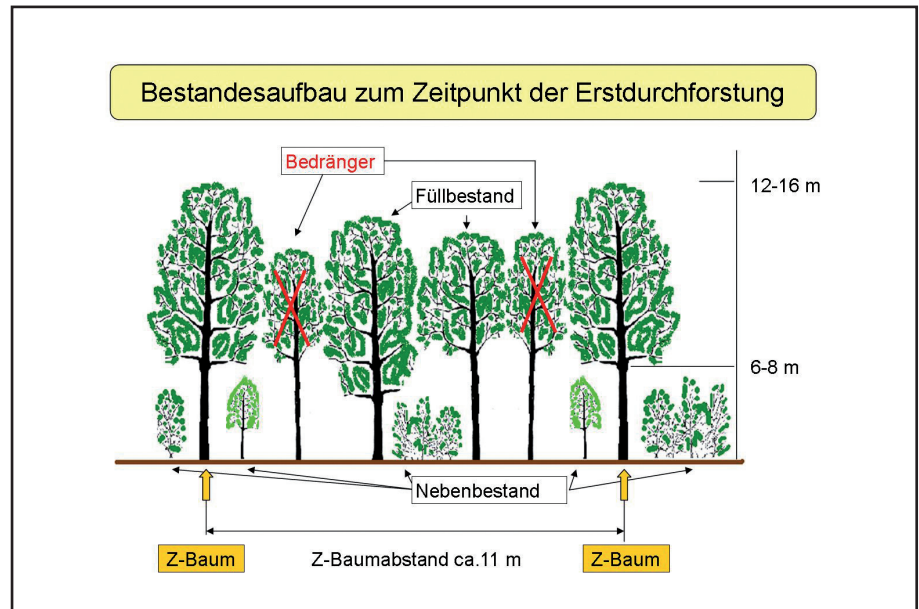 Bestandesaufbau zum Zeitpunkt der Erstdurchforstung
Bedränger
Füllbestand
12-16 m
6-8 m
Nebenbestand
Z-Baum
Z-Baumabstand ca.11 m
Z-Baum